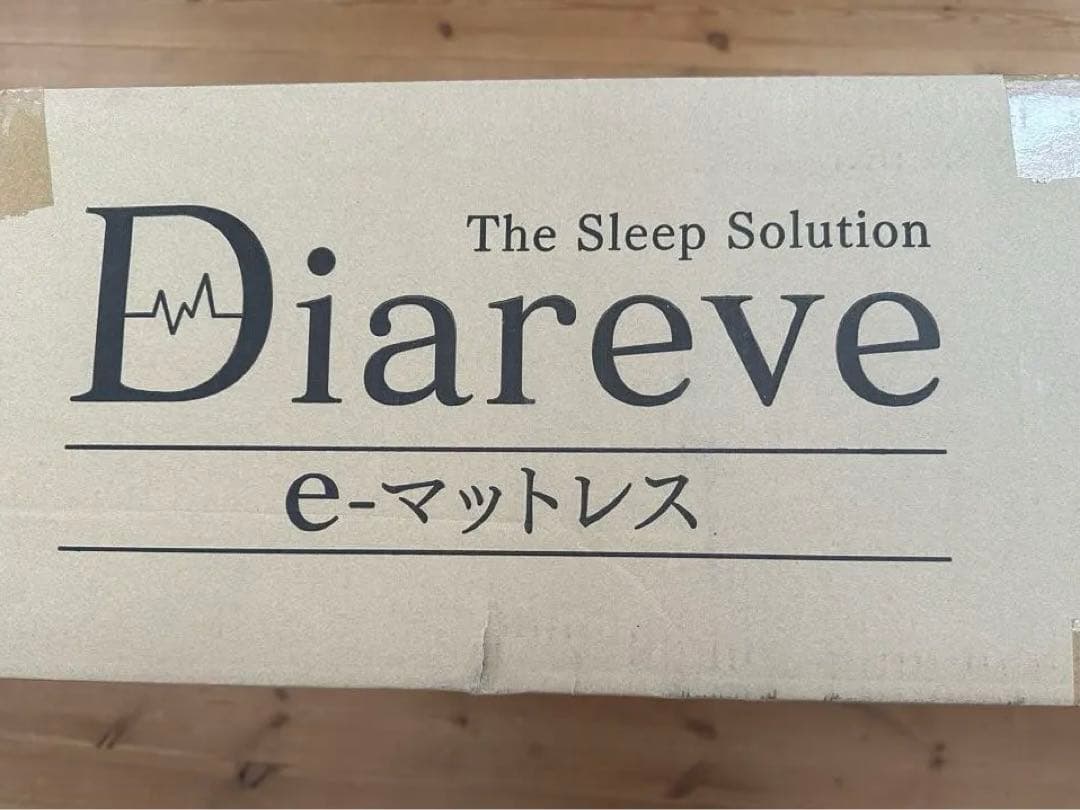 The Sleep Solution
Diareve
e-マットレス